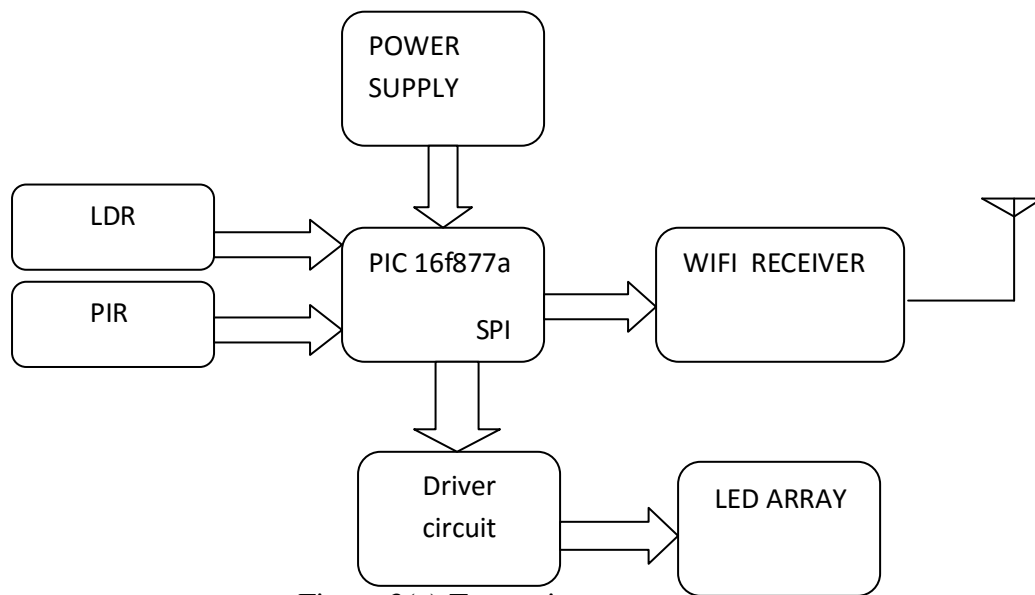 POWER
SUPPLY
LDR
PIC 16f877a
WIFI RECEIVER
PIR
SPI
Driver
circuit
LED ARRAY